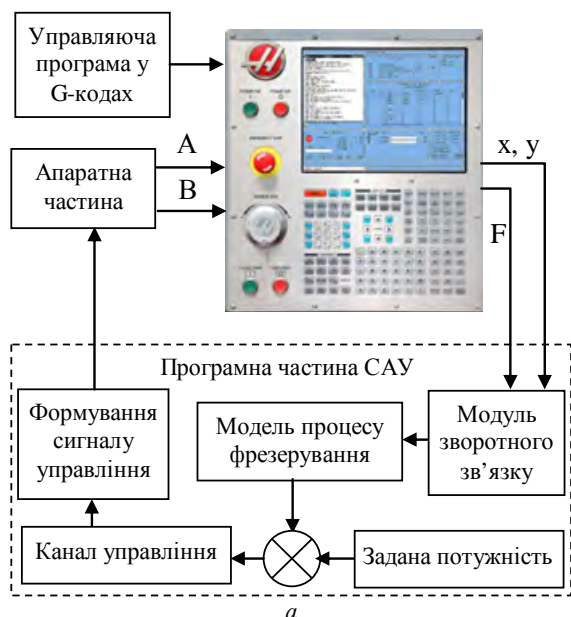 Управляюча
програма у
G-кодах
Апаратна
частина
A
B
x, y
F
Програмна частина САУ
Формування
сигналу
управління
Модель процесу
фрезерування
Модуль
зворотного
зв’язку
Канал управління
Задана потужність
а